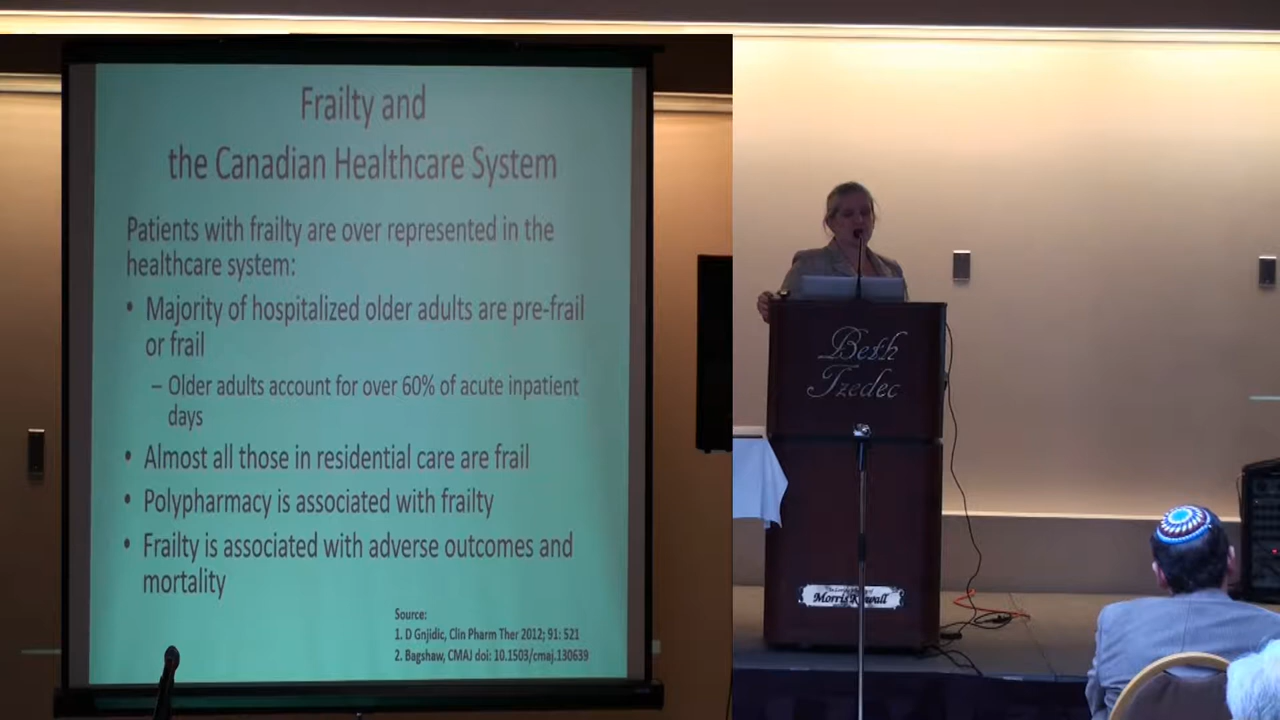 Frailty and
the Canadian Healthcare System
Patients with frailty are over represented in the
healthcare system:
• Majority of hospitalized older adults are pre-frail
or frail
– Older adults account for over 60% of acute inpatient
days
• Almost all those in residential care are frail
• Polypharmacy is associated with frailty
• Frailty is associated with adverse outcomes and
mortality
Source:
1. D Gnjidic, Clin Pharm Ther 2012; 91: 521
2. Bagshaw, CMAJ doi: 10.1503/cmaj.130639
Beth
Tzedec
Morris